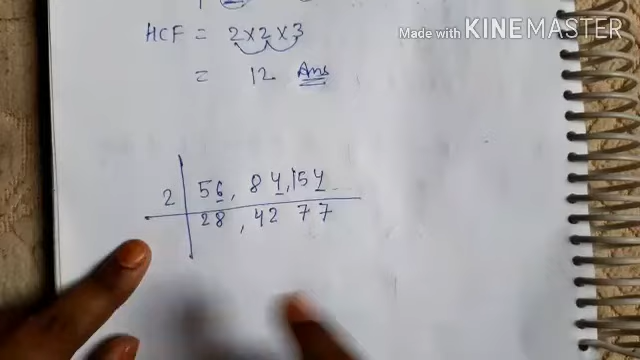 Made with KINEMASTER
HCF = 2×2×3
= 12 Ans
2 56, 84, 154
28, 42 77